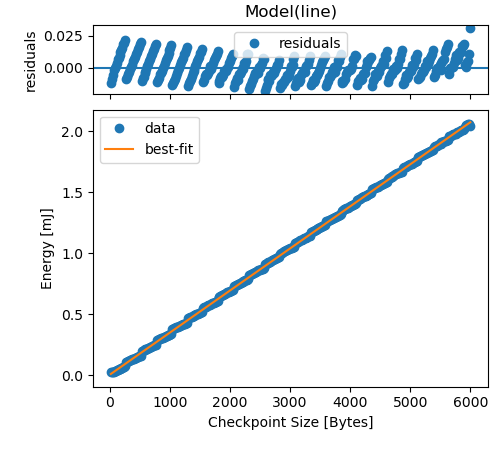 Model(line)
residuals
0.025
0.000
residuals
data
best-fit
Energy [mJ]
2.0
1.5
1.0
0.5
0.0
0 1000 2000 3000 4000 5000 6000
Checkpoint Size [Bytes]